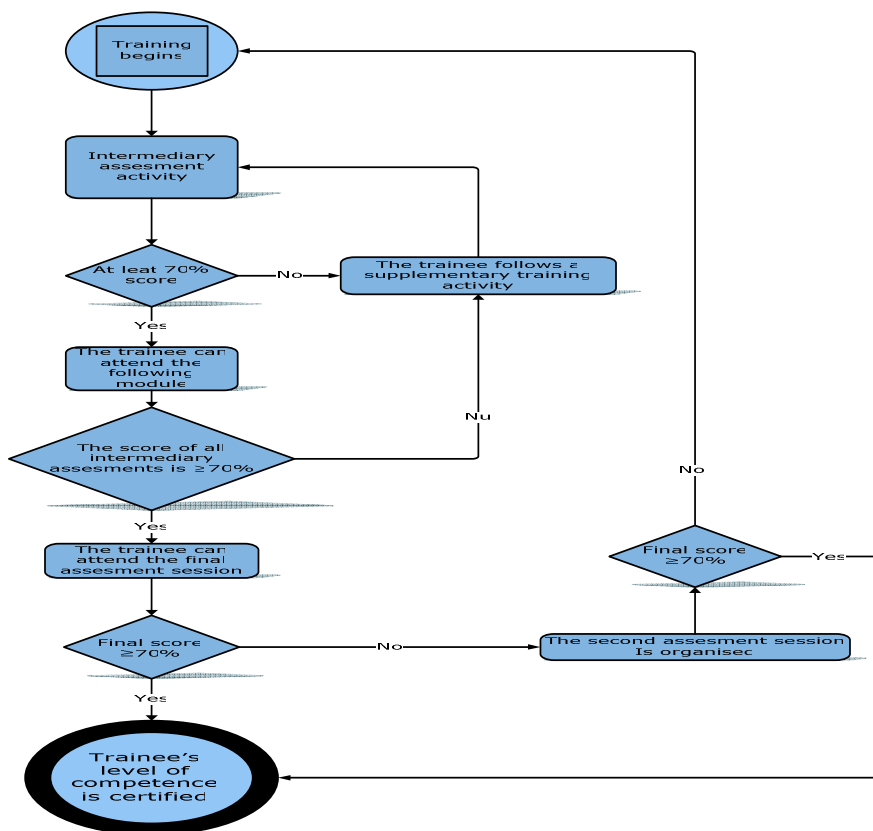 Training
begins
Intermediary
assesment
activity
At leat 70%
score
No
The trainee follows a
supplementary training
activity
Yes
The trainee can
attend the
following
module
Nu
The score of all
intermediary
assesments is ≥70%
No
Yes
The trainee can
attend the final
assesment session
Final score
≥70%
Yes
Final score
≥70%
No
The second assesment session
Is organised
Yes
Trainee's
level of
competence
is certified